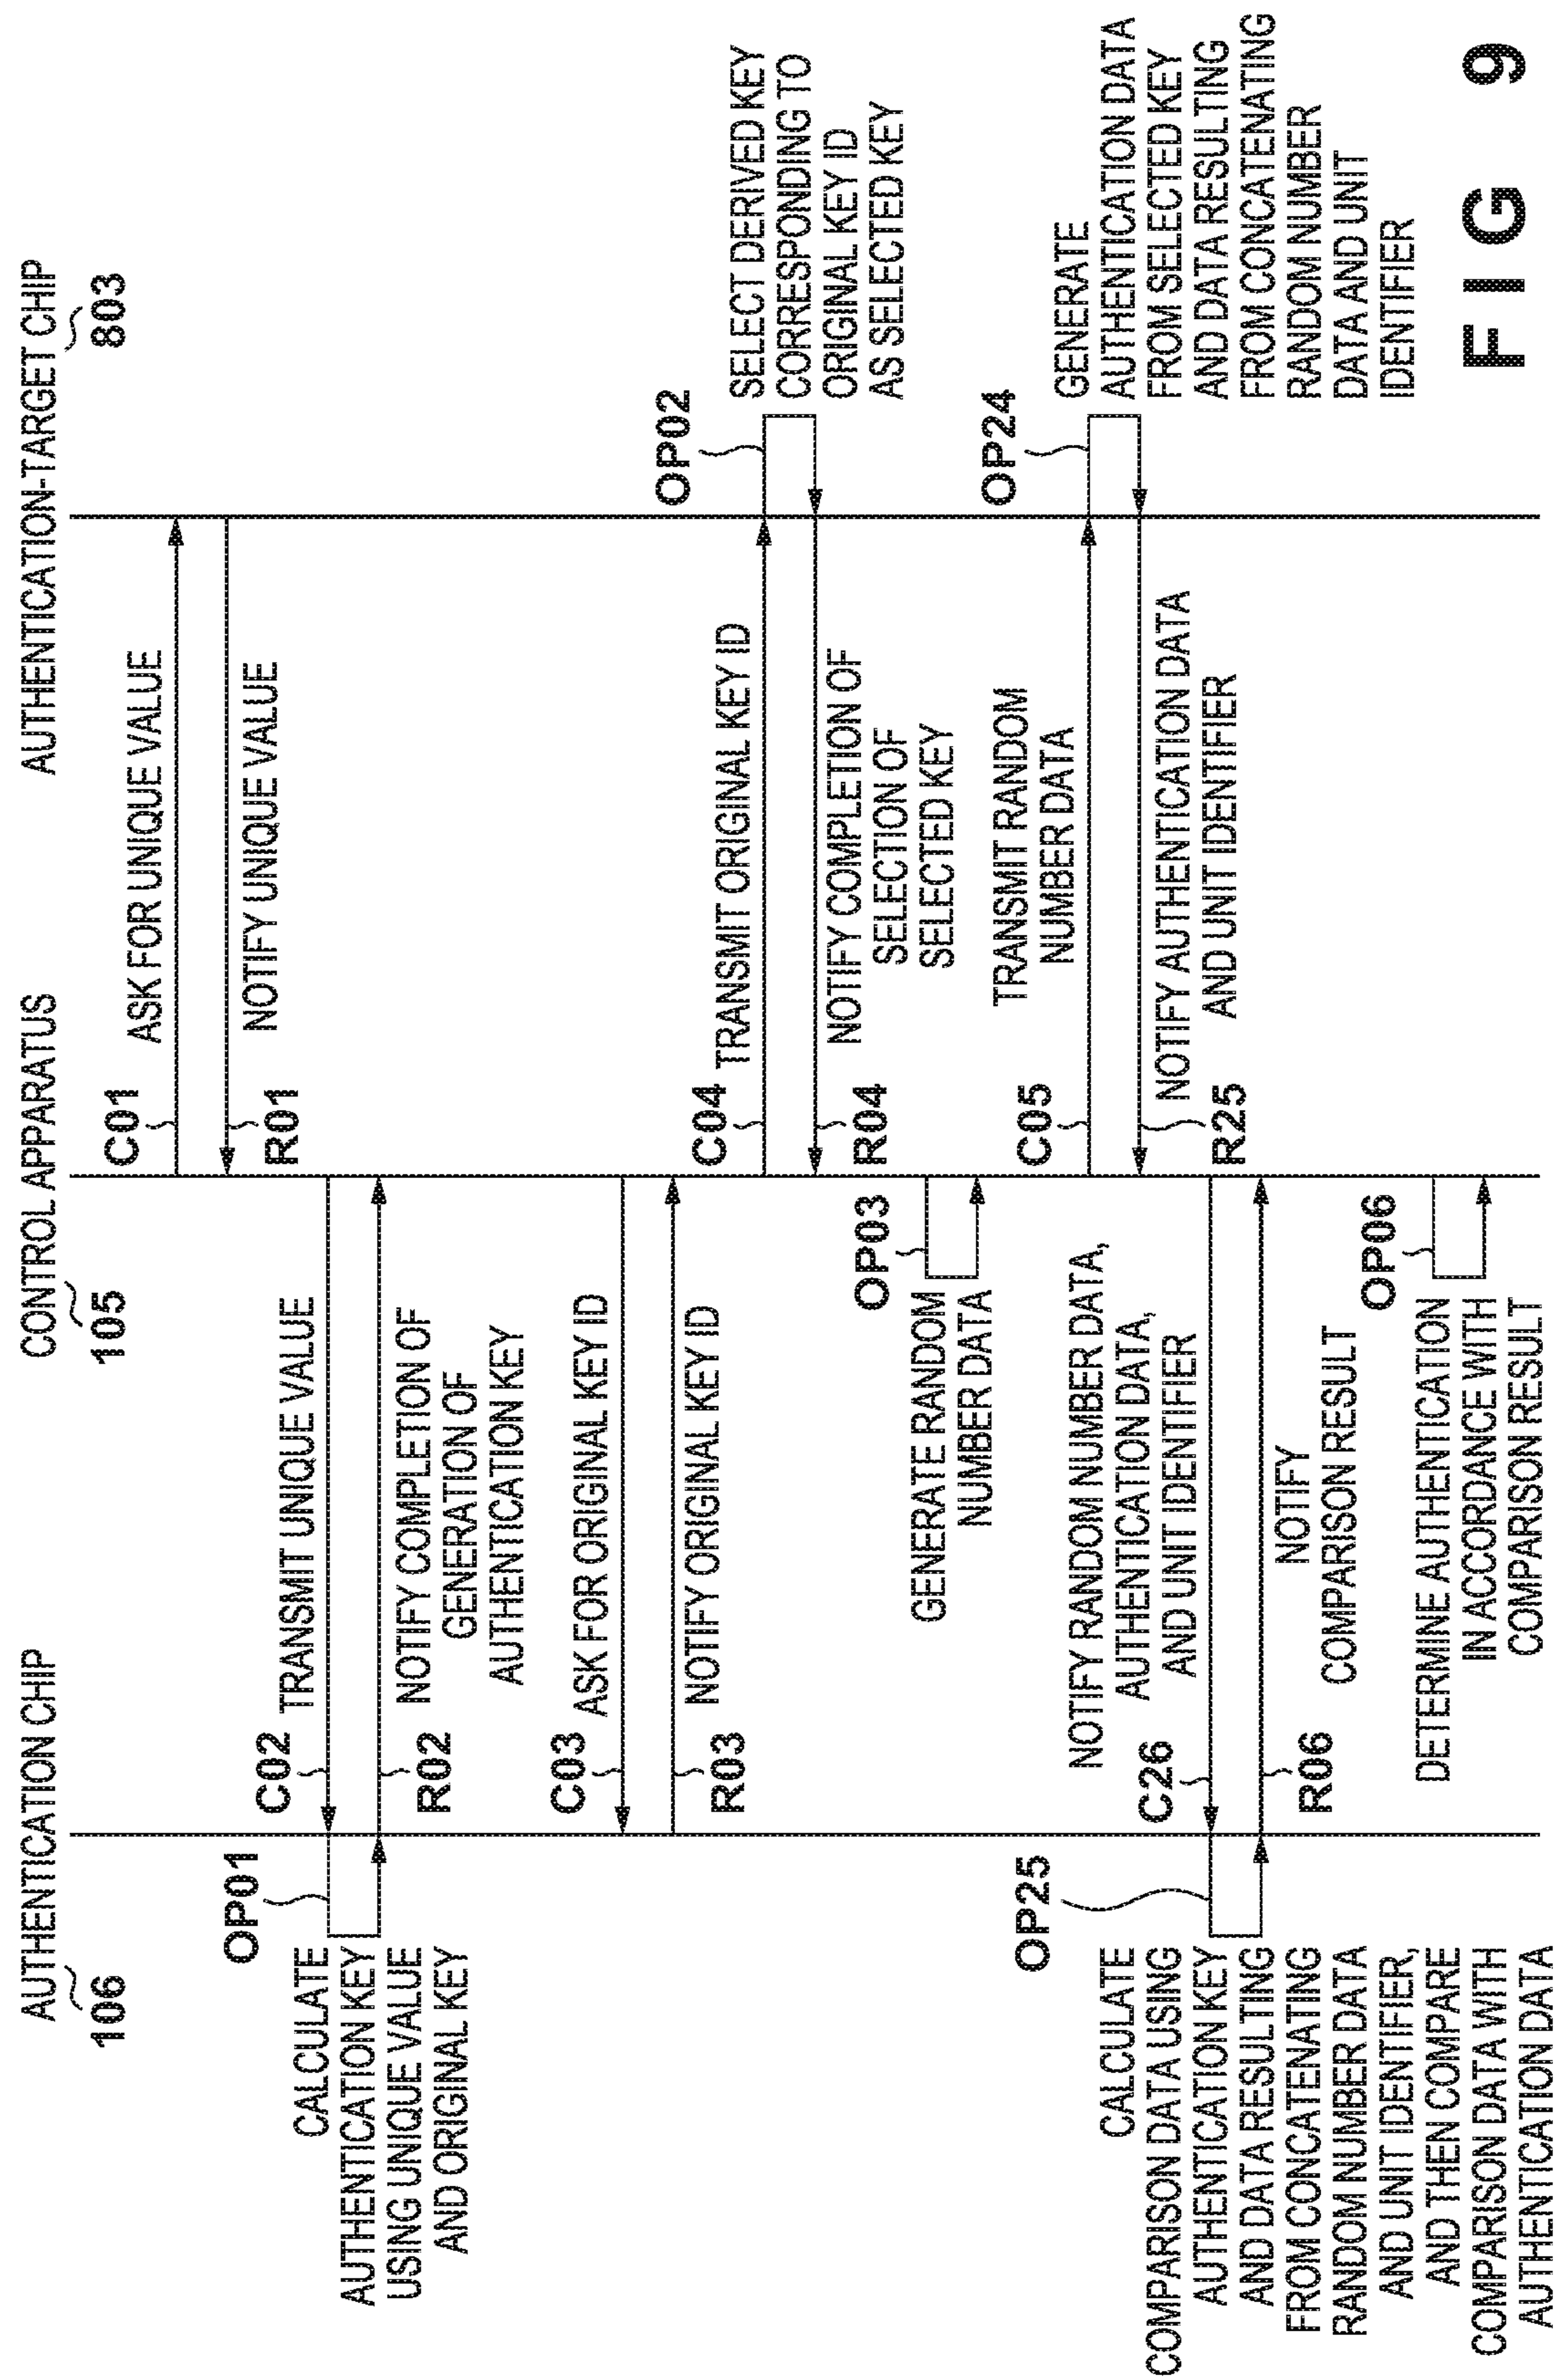 AUTHENTICATION CHIP
106
CONTROL APPARATUS
105
AUTHENTICATION-TARGET CHIP
803
C01
ASK FOR UNIQUE VALUE
R01
NOTIFY UNIQUE VALUE
C02
TRANSMIT UNIQUE VALUE
OP01
CALCULATE
AUTHENTICATION KEY
USING UNIQUE VALUE
AND ORIGINAL KEY
R02
NOTIFY COMPLETION OF
GENERATION OF
AUTHENTICATION KEY
C03
ASK FOR ORIGINAL KEY ID
R03
NOTIFY ORIGINAL KEY ID
C04
TRANSMIT ORIGINAL KEY ID
OP02
SELECT DERIVED KEY
CORRESPONDING TO
ORIGINAL KEY ID
AS SELECTED KEY
R04
NOTIFY COMPLETION OF
SELECTION OF
SELECTED KEY
OP03
GENERATE RANDOM
NUMBER DATA
C05
TRANSMIT RANDOM
NUMBER DATA
OP24
GENERATE
AUTHENTICATION DATA
FROM SELECTED KEY
AND DATA RESULTING
FROM CONCATENATING
RANDOM NUMBER
DATA AND UNIT
IDENTIFIER
R25
NOTIFY AUTHENTICATION DATA
AND UNIT IDENTIFIER
C26
NOTIFY RANDOM NUMBER DATA,
AUTHENTICATION DATA,
AND UNIT IDENTIFIER
OP25
CALCULATE
COMPARISON DATA USING
AUTHENTICATION KEY
AND DATA RESULTING
FROM CONCATENATING
RANDOM NUMBER DATA
AND UNIT IDENTIFIER,
AND THEN COMPARE
COMPARISON DATA WITH
AUTHENTICATION DATA
R06
NOTIFY
COMPARISON RESULT
OP06
DETERMINE AUTHENTICATION
IN ACCORDANCE WITH
COMPARISON RESULT
FIG 9